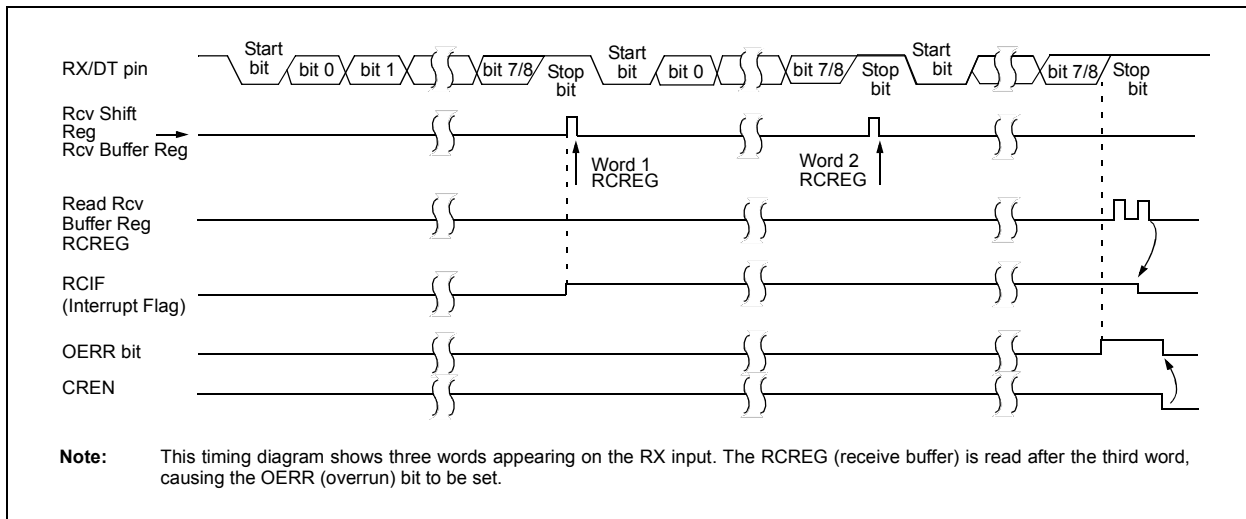 RX/DT pin
Start
bit
bit 0
bit 1
bit 7/8
Stop
bit
Start
bit
bit 0
bit 7/8
Stop
bit
Start
bit
bit 7/8
Stop
bit
Rcv Shift
Reg
Rcv Buffer Reg
Word 1
RCREG
Word 2
RCREG
Read Rcv
Buffer Reg
RCREG
RCIF
(Interrupt Flag)
OERR bit
CREN
Note: This timing diagram shows three words appearing on the RX input. The RCREG (receive buffer) is read after the third word,
causing the OERR (overrun) bit to be set.